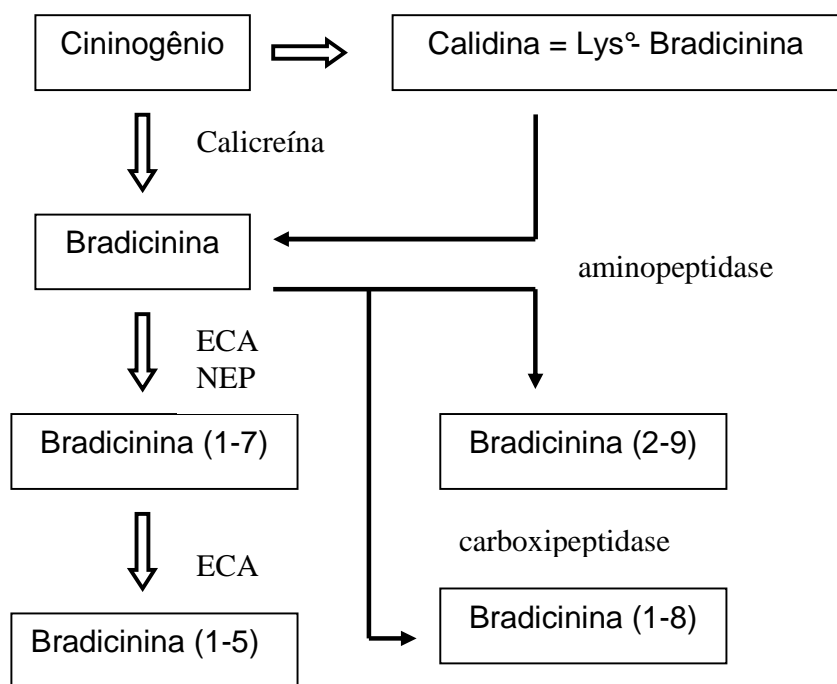 Cininogênio
Calidina = Lys°- Bradicinina
Calicreína
Bradicinina
aminopeptidase
ECA
NEP
Bradicinina (1-7)
Bradicinina (2-9)
carboxipeptidase
ECA
Bradicinina (1-5)
Bradicinina (1-8)